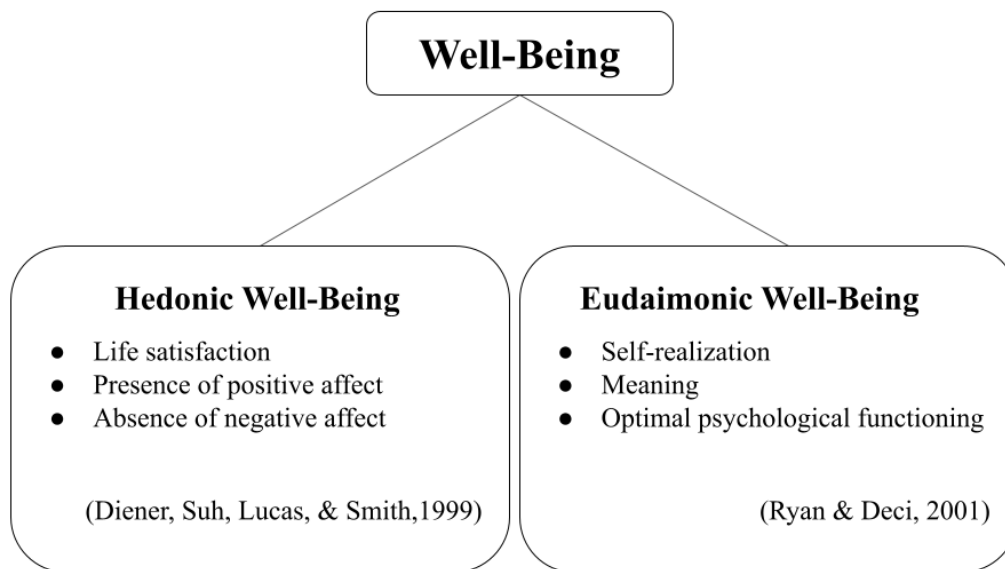 Well-Being
Hedonic Well-Being
● Life satisfaction
● Presence of positive affect
● Absence of negative affect
(Diener, Suh, Lucas, & Smith,1999)
Eudaimonic Well-Being
● Self-realization
● Meaning
● Optimal psychological functioning
(Ryan & Deci, 2001)